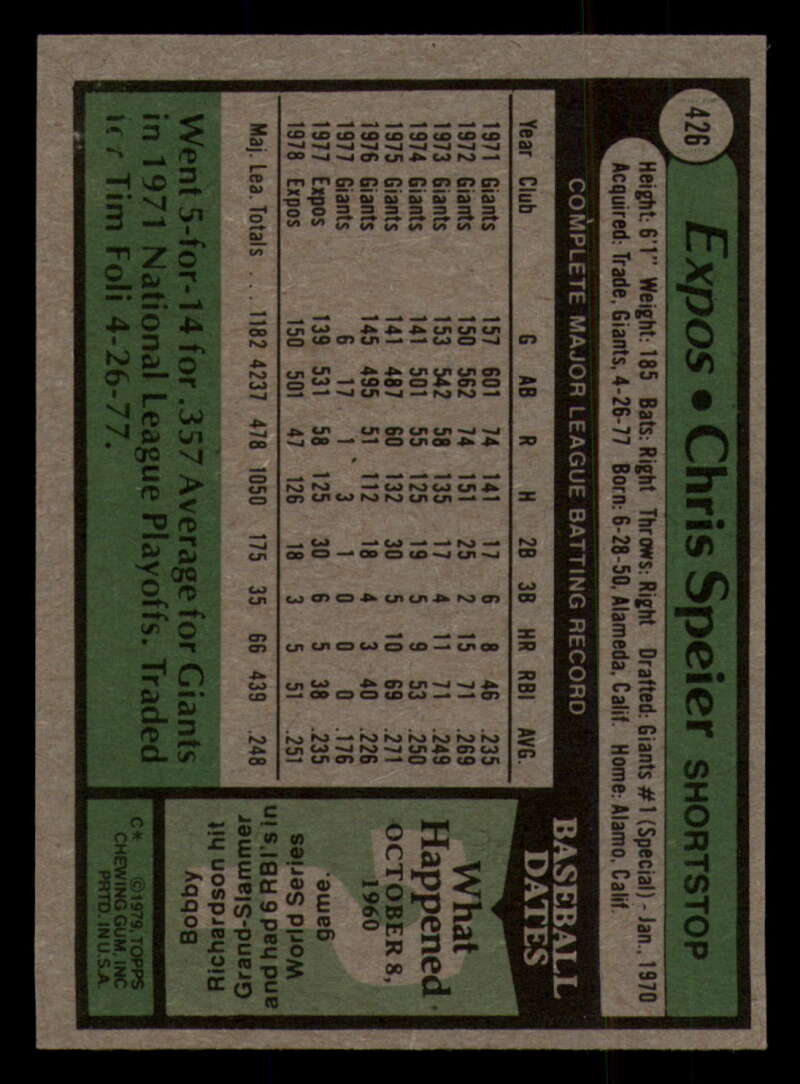 426
Expos • Chris Speier SHORTSTOP
Height: 6'1" Weight: 185 Bats: Right Throws: Right Drafted: Giants #1 (Special) - Jan., 1970
Acquired: Trade, Giants, 4-26-77 Born: 6-28-50, Alameda, Calif. Home: Alamo, Calif.
COMPLETE MAJOR LEAGUE BATTING RECORD
Year Club G AB R H 2B 3B HR RBI AVG.
1971 Giants 157 601 74 141 17 6 8 46 .235
1972 Giants 150 562 74 151 25 2 15 71 .269
1973 Giants 153 542 58 135 17 4 11 71 .249
1974 Giants 141 501 55 125 19 5 9 53 .250
1975 Giants 141 487 60 132 30 5 10 69 .271
1976 Giants 145 495 51 112 18 4 3 40 .226
1977 Giants 6 17 1 3 1 0 0 0 .176
1977 Expos 139 531 58 125 30 6 5 38 .235
1978 Expos 150 501 47 126 18 3 5 51 .251
Maj. Lea. Totals . . . 1182 4237 478 1050 175 35 66 439 .248
Went 5-for-14 for .357 Average for Giants
in 1971 National League Playoffs. Traded
Tim Foli 4-26-77.
BASEBALL
DATES
What
Happened
OCTOBER 8,
1960
Bobby
Richardson hit
Grand-Slammer
and had 6 RBI's in
World Series
game.
C* ©1979, TOPPS
CHEWING GUM, INC
PRTD. IN U.S.A.